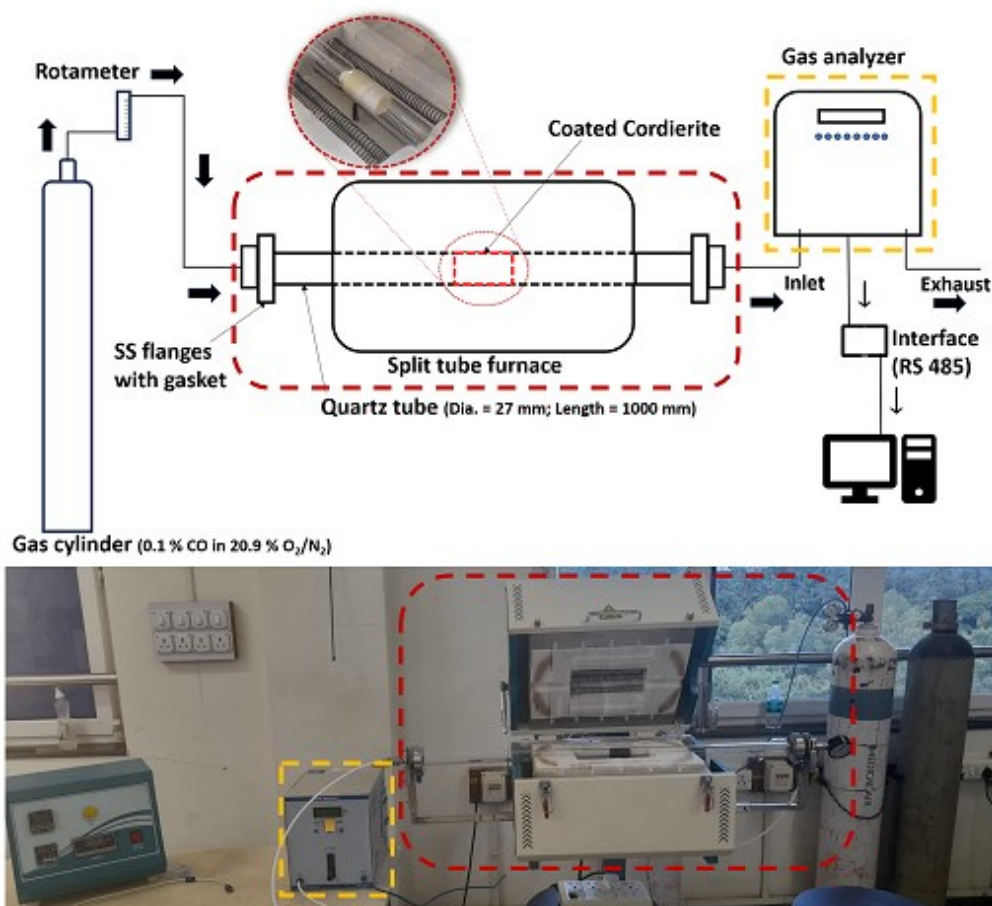 Rotameter
Gas analyzer
Coated Cordierite
Inlet
Exhaust
SS flanges
with gasket
Split tube furnace
Interface
(RS 485)
Quartz tube (Dia. = 27 mm; Length = 1000 mm)
Gas cylinder (0.1 % CO in 20.9 % O₂/N₂)